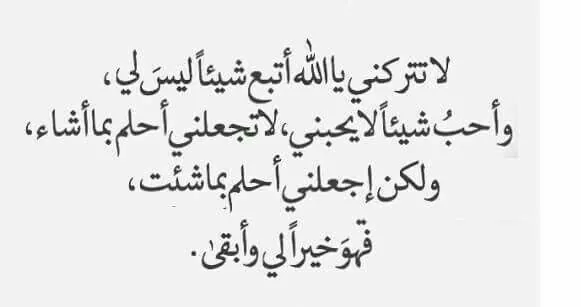 لا تتركني يا الله أتبع شيئاً ليسَ لي،
وأحبُ شيئاً لا يحبني، لا تجعلني أحلم بما أشاء،
ولكن إجعلني أحلم بما شئت،
فهوَ خيراً لي وأبقىٰ.